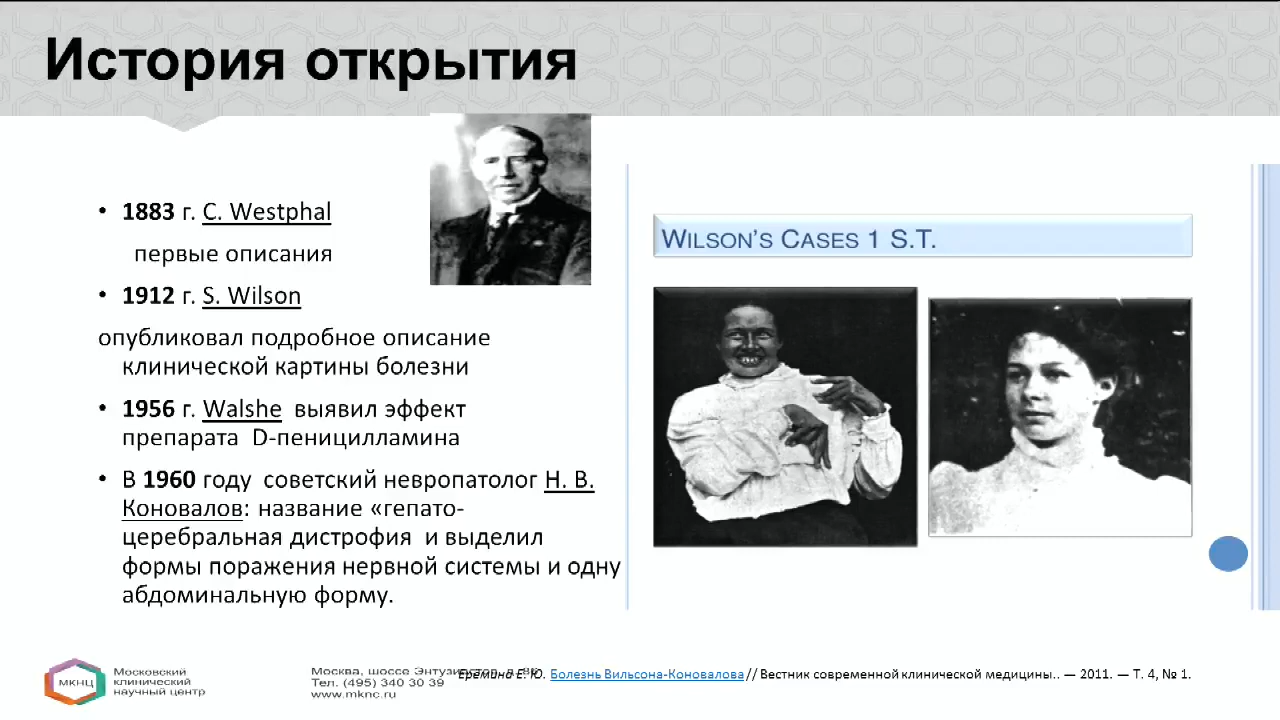 История открытия
• 1883 г. C. Westphal
первые описания
• 1912 г. S. Wilson
опубликовал подробное описание
клинической картины болезни
• 1956 г. Walshe выявил эффект
препарата D-пеницилламина
• В 1960 году советский невропатолог Н. В.
Коновалов: название «гепато-
церебральная дистрофия и выделил
формы поражения нервной системы и одну
абдоминальную форму.
WILSON'S CASES 1 S.T.
МКНЦ
Московский
клинический
научный центр
Москва, шоссе Энтузиастов,
Тел. (495) 340 30 39
www.mknc.ru
Еремина Е. Ю. Болезнь Вильсона-Коновалова // Вестник современной клинической медицины.. — 2011. — Т. 4, № 1.